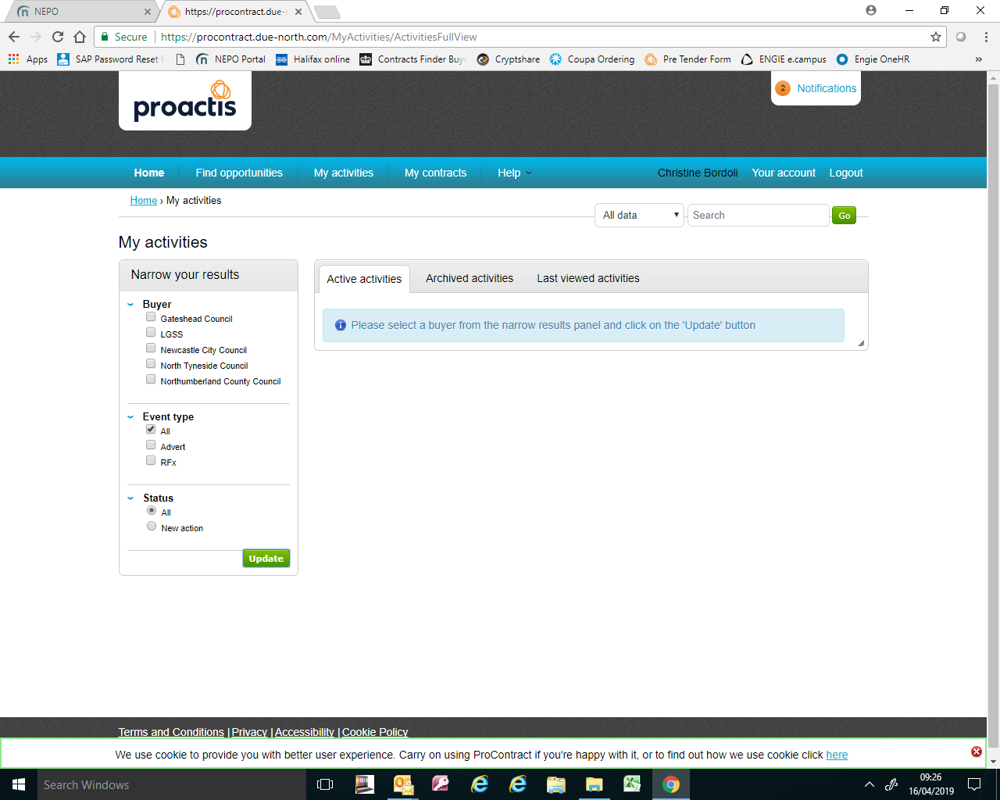 NEPO
https://procontract.due-n
Secure
https://procontract.due-north.com/MyActivities/ActivitiesFullView
Apps
SAP Password Reset
NEPO Portal
Halifax online
Contracts Finder Buy
Cryptshare
Coupa Ordering
Pre Tender Form
ENGIE e.campus
Engie OneHR
»
proactis
2 Notifications
Home Find opportunities My activities My contracts Help
Christine Bordoli Your account Logout
Home › My activities
All data
Search
Go
My activities
Narrow your results
Buyer
Gateshead Council
LGSS
Newcastle City Council
North Tyneside Council
Northumberland County Council
Event type
All
Advert
RFx
Status
All
New action
Update
Active activities Archived activities Last viewed activities
Please select a buyer from the narrow results panel and click on the 'Update' button
Terms and Conditions | Privacy | Accessibility | Cookie Policy
We use cookie to provide you with better user experience. Carry on using ProContract if you're happy with it, or to find out how we use cookie click here
Search Windows
09:26
16/04/2019